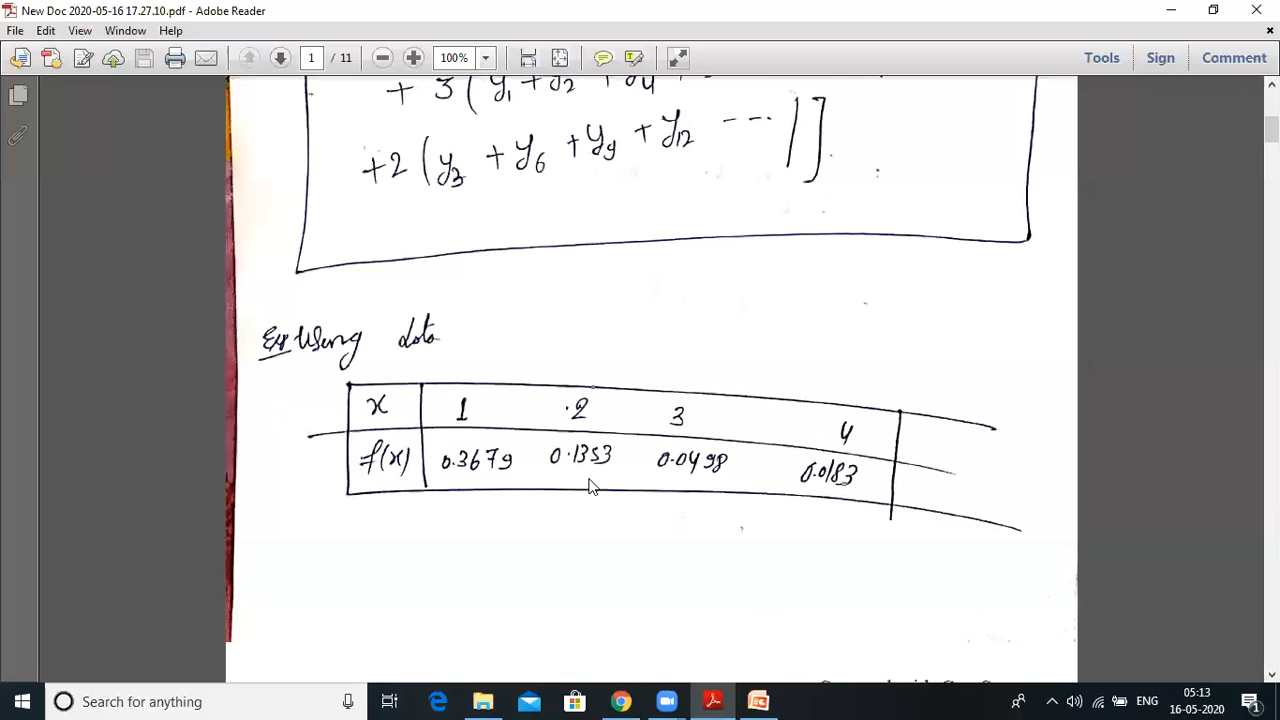 New Doc 2020-05-16 17.27.10.pdf - Adobe Reader
File Edit View Window Help
1 / 11 100% Tools Sign Comment
+ 3 ( y1 + y2 + y4 +
+2 ( y3 + y6 + y9 + y12 ---- ) ]
Ex Using data
x 1 .2 3 4
f(x) 0.3679 0.1353 0.0498 0.0183
Search for anything
ENG
05:13
16-05-2020